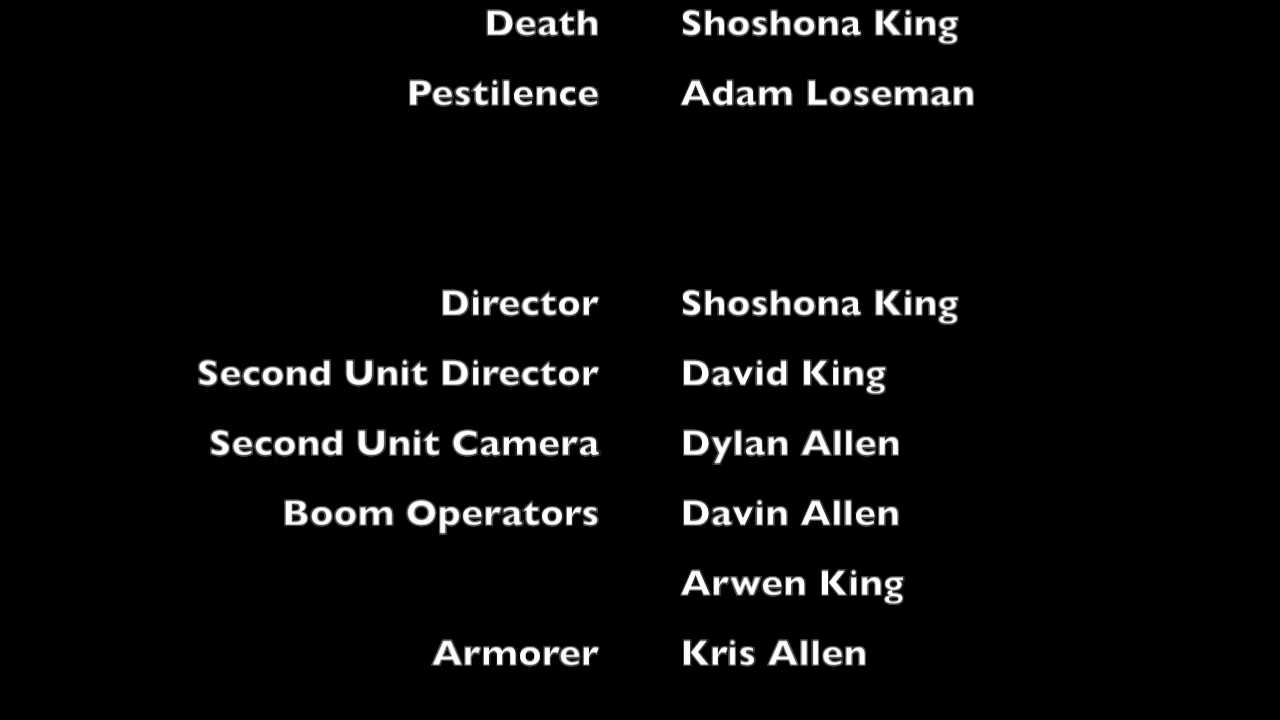 Death Shoshona King
Pestilence Adam Loseman
Director Shoshona King
Second Unit Director David King
Second Unit Camera Dylan Allen
Boom Operators Davin Allen
Arwen King
Armorer Kris Allen